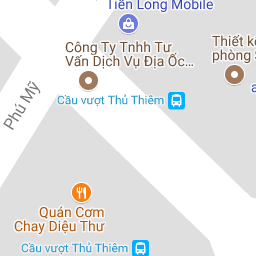 Tiến Long Mobile
Công Ty Tnhh Tư
Vấn Dịch Vụ Địa Ốc...
Thiết kế
phòng
Cầu vượt Thủ Thiêm
Phú Mỹ
Quán Cơm
Chay Diệu Thư
Cầu vượt Thủ Thiêm